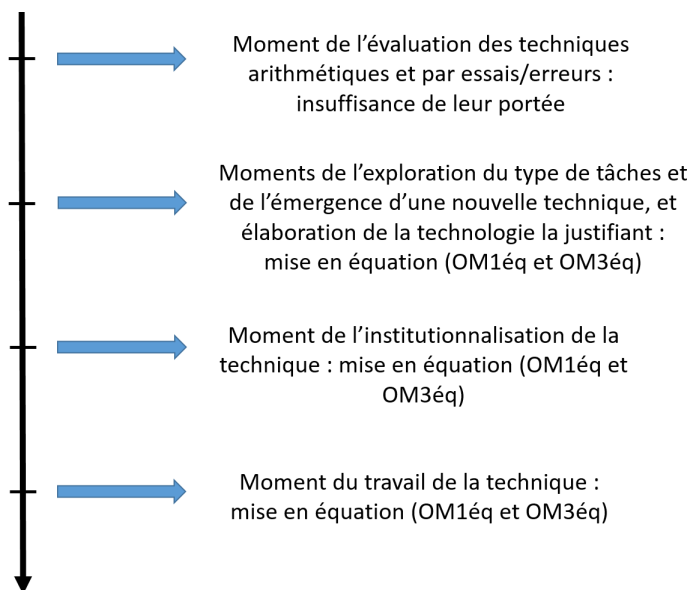 Moment de l'évaluation des techniques
arithmétiques et par essais/erreurs :
insuffisance de leur portée
Moments de l'exploration du type de tâches et
de l'émergence d'une nouvelle technique, et
élaboration de la technologie la justifiant :
mise en équation (OM1éq et OM3éq)
Moment de l'institutionnalisation de la
technique : mise en équation (OM1éq et
OM3éq)
Moment du travail de la technique :
mise en équation (OM1éq et OM3éq)